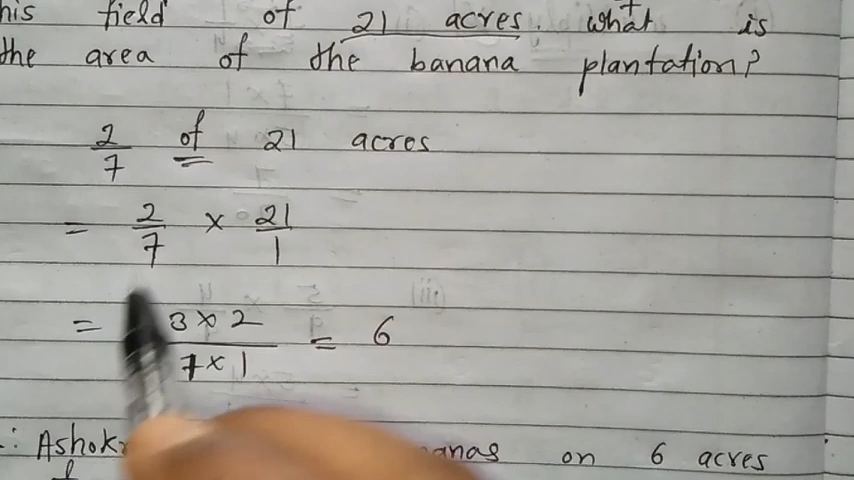 his field of 21 acres. what is
the area of the banana plantation?
2/7 of 21 acres
= 2/7 × 21/1
= 3×2/7×1 = 6
∴ Ashok on 6 acres